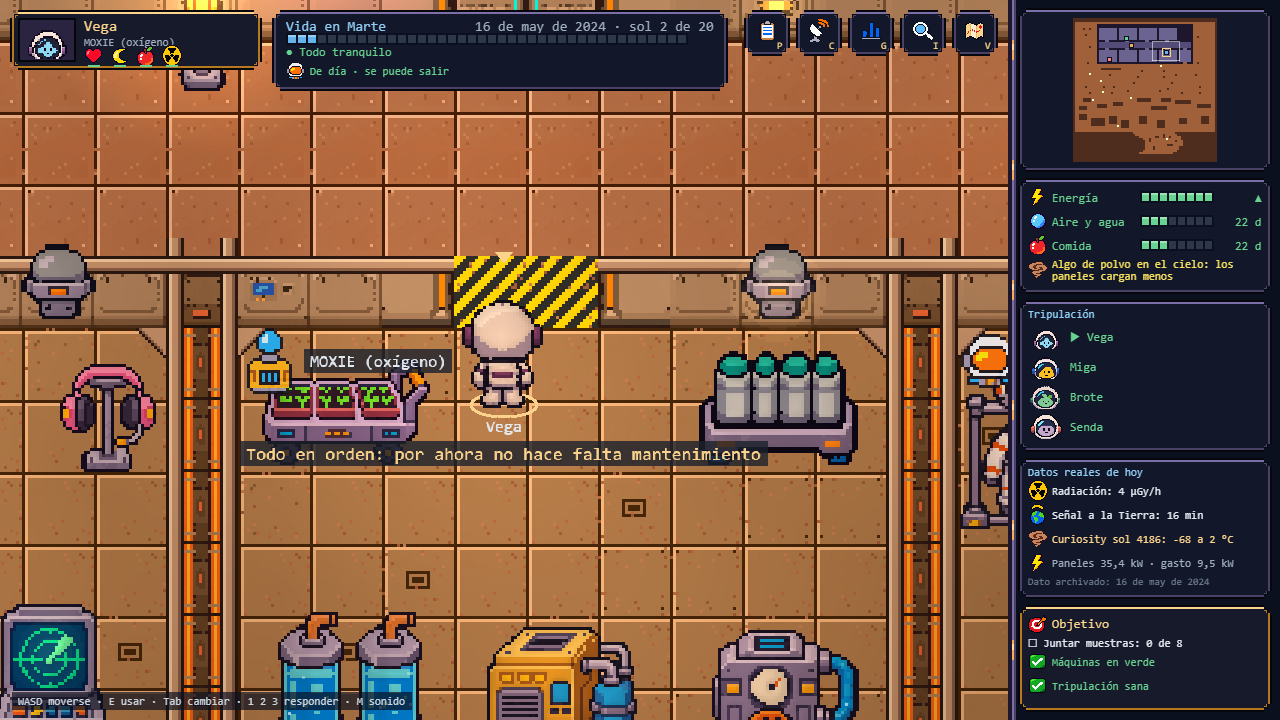 Vega
MOXIE (oxígeno)
Vida en Marte
16 de may de 2024 · sol 2 de 20
Todo tranquilo
De día · se puede salir
P
C
G
I
V
Energía
Aire y agua
22 d
Comida
22 d
Algo de polvo en el cielo: los
paneles cargan menos
Tripulación
Vega
Miga
Brote
Senda
MOXIE (oxígeno)
Vega
Todo en orden: por ahora no hace falta mantenimiento
Datos reales de hoy
Radiación: 4 µGy/h
Señal a la Tierra: 16 min
Curiosity sol 4186: -68 a 2 ºC
Paneles 35,4 kW · gasto 9,5 kW
Dato archivado: 16 de may de 2024
Objetivo
Juntar muestras: 0 de 8
Máquinas en verde
Tripulación sana
WASD moverse · E usar · Tab cambiar · 1 2 3 responder · M sonido